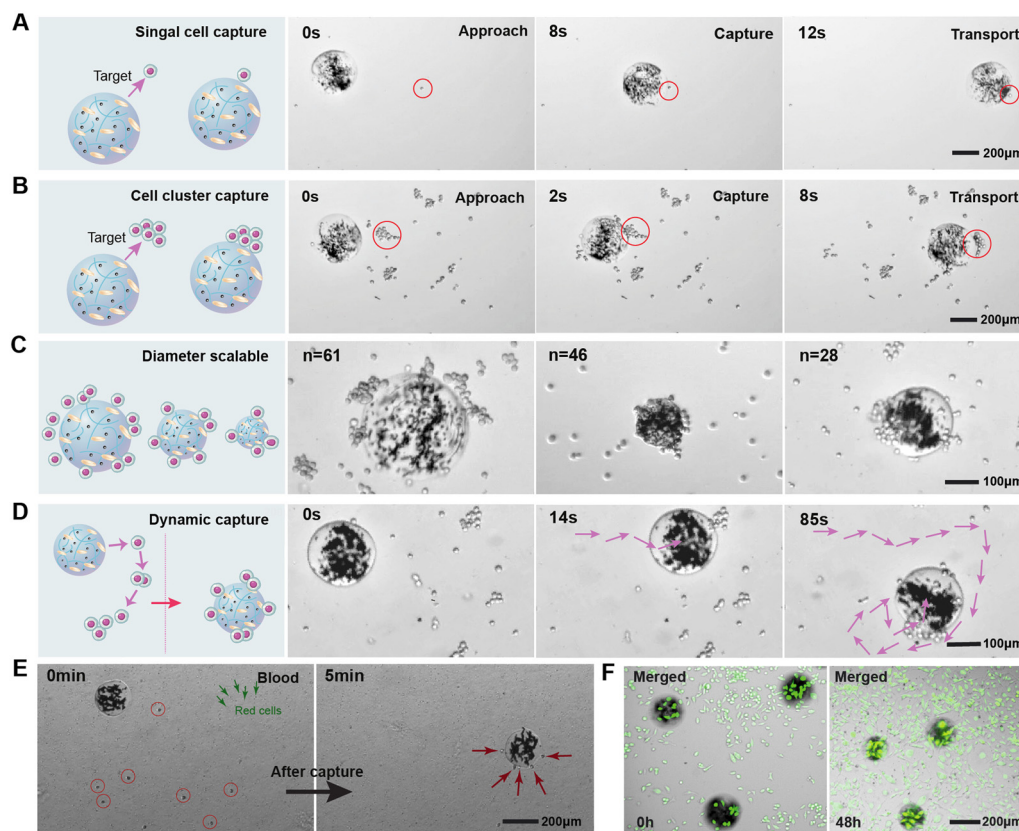 A
Singal cell capture
Target
0s
Approach
8s
Capture
12s
Transport
200μm
B
Cell cluster capture
Target
0s
Approach
2s
Capture
8s
Transport
200μm
C
Diameter scalable
n=61
n=46
n=28
100μm
D
Dynamic capture
0s
14s
85s
100μm
E
0min
Blood
Red cells
5min
After capture
200μm
F
Merged
0h
Merged
48h
200μm